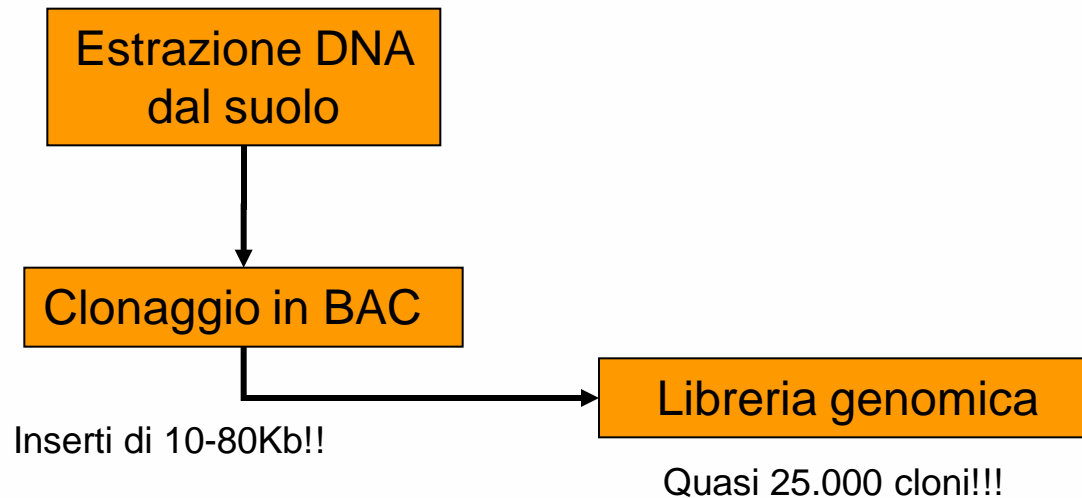 Estrazione DNA
dal suolo
Clonaggio in BAC
Inserti di 10-80Kb!!
Libreria genomica
Quasi 25.000 cloni!!!